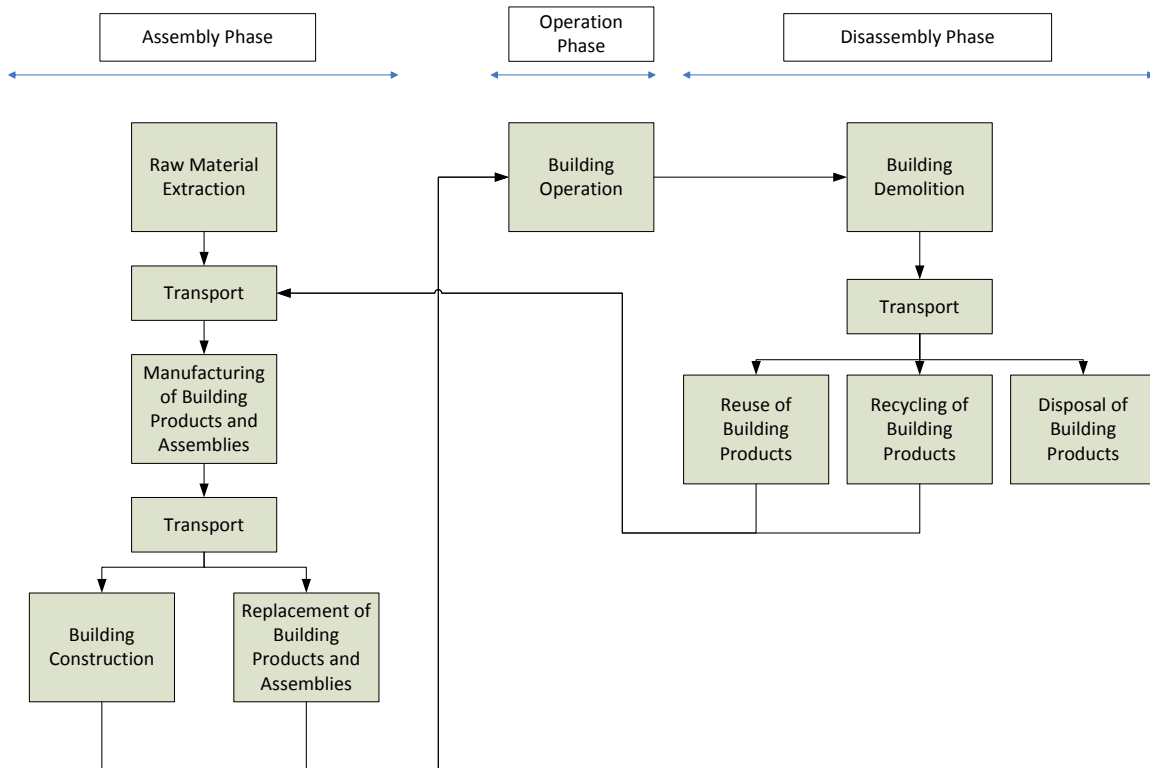 Assembly Phase
Operation
Phase
Disassembly Phase
Raw Material
Extraction
Transport
Manufacturing
of Building
Products and
Assemblies
Transport
Building
Construction
Replacement of
Building
Products and
Assemblies
Building
Operation
Building
Demolition
Transport
Reuse of
Building
Products
Recycling of
Building
Products
Disposal of
Building
Products